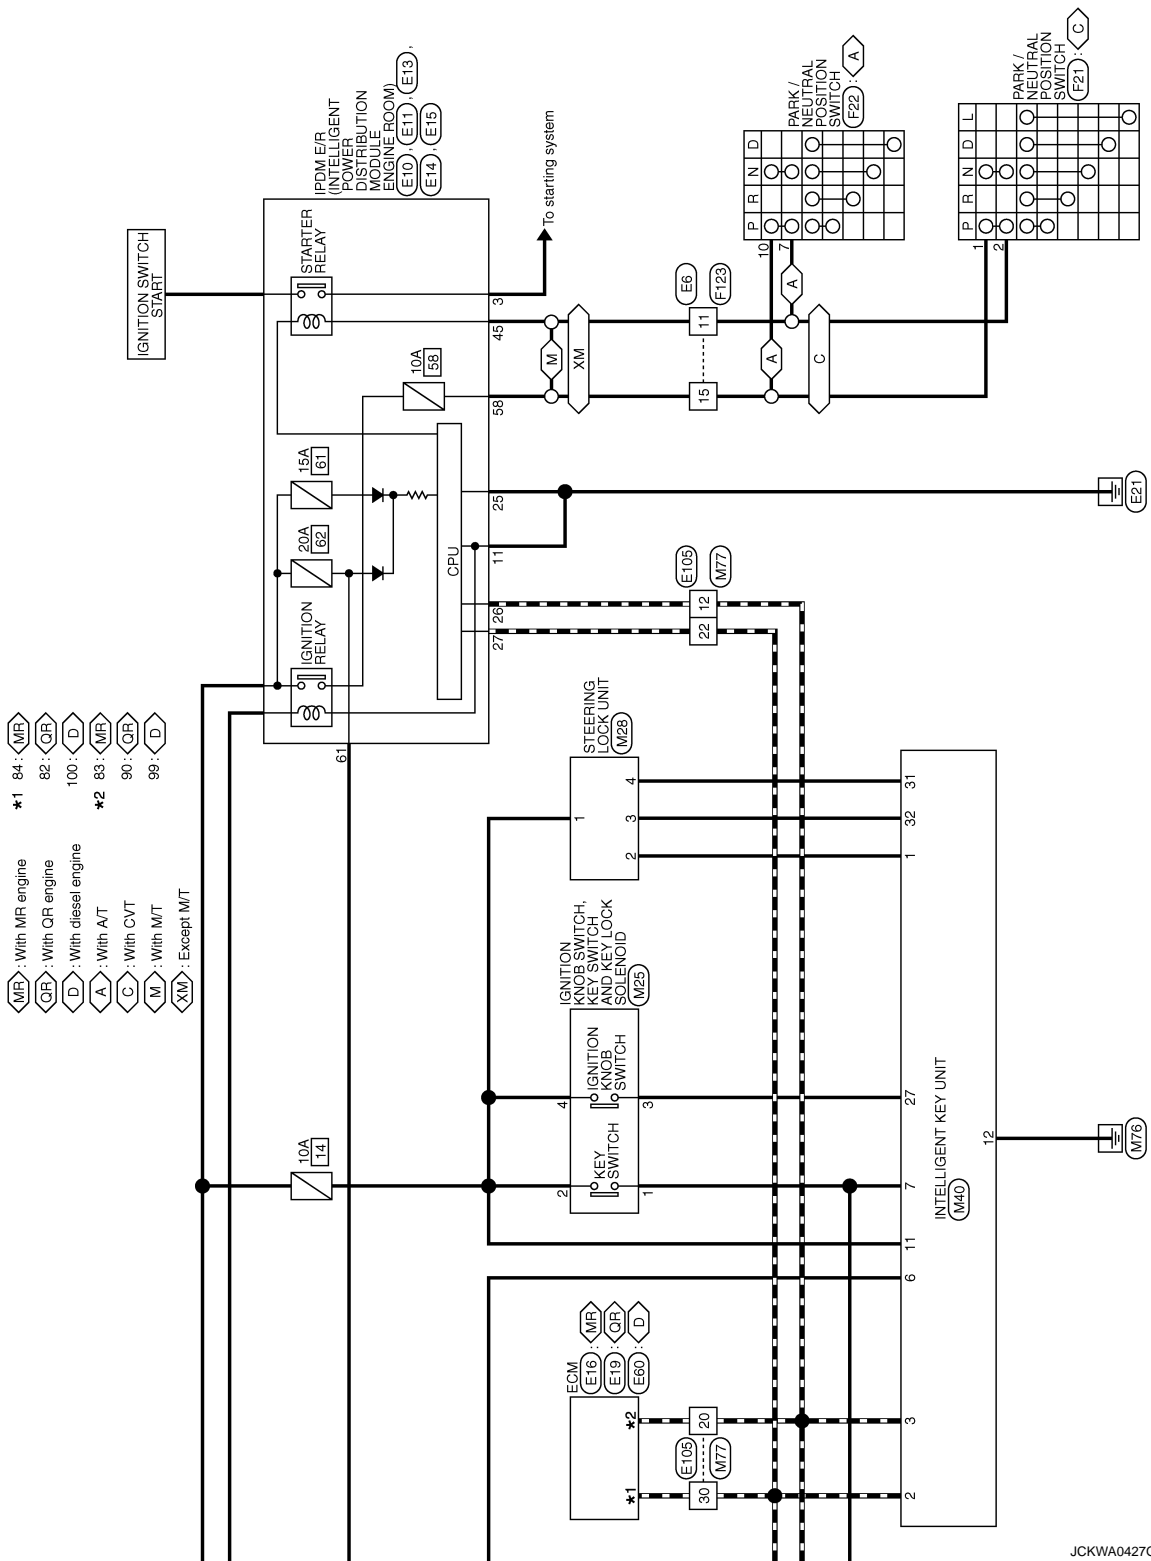 MR : With MR engine
QR : With QR engine
D : With diesel engine
A : With A/T
C : With CVT
M : With M/T
XM : Except M/T
*1 84 : MR
82 : QR
100 : D
*2 83 : MR
90 : QR
99 : D
IGNITION SWITCH
START
IPDM E/R
(INTELLIGENT
POWER
DISTRIBUTION
MODULE
ENGINE ROOM)
E10 , E11 , E13 ,
E14 , E15
IGNITION
RELAY
20A
62
15A
61
10A
58
STARTER
RELAY
CPU
61
27
26
11
25
58
45
3
To starting system
M
XM
E6
F123
15
11
A
A
C
10
7
P R N D
PARK /
NEUTRAL
POSITION
SWITCH
F22 : A
1
2
P R N D L
PARK /
NEUTRAL
POSITION
SWITCH
F21 : C
E21
E105
M77
22
12
10A
14
STEERING
LOCK UNIT
M28
1
2
3
4
IGNITION
KNOB SWITCH,
KEY SWITCH
AND KEY LOCK
SOLENOID
M25
2
4
KEY
SWITCH
IGNITION
KNOB
SWITCH
1
3
ECM
E16 : MR
E19 : QR
E60 : D
*1
*2
30
20
E105
M77
2
3
6
11
7
27
1
32
31
INTELLIGENT KEY UNIT
M40
12
M76
JCKWA0427G